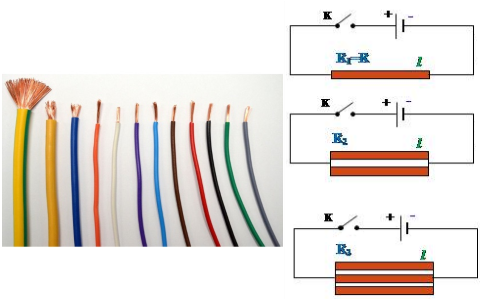 K + -
R₁=R l
K + -
R₂ l
K + -
R₃ l